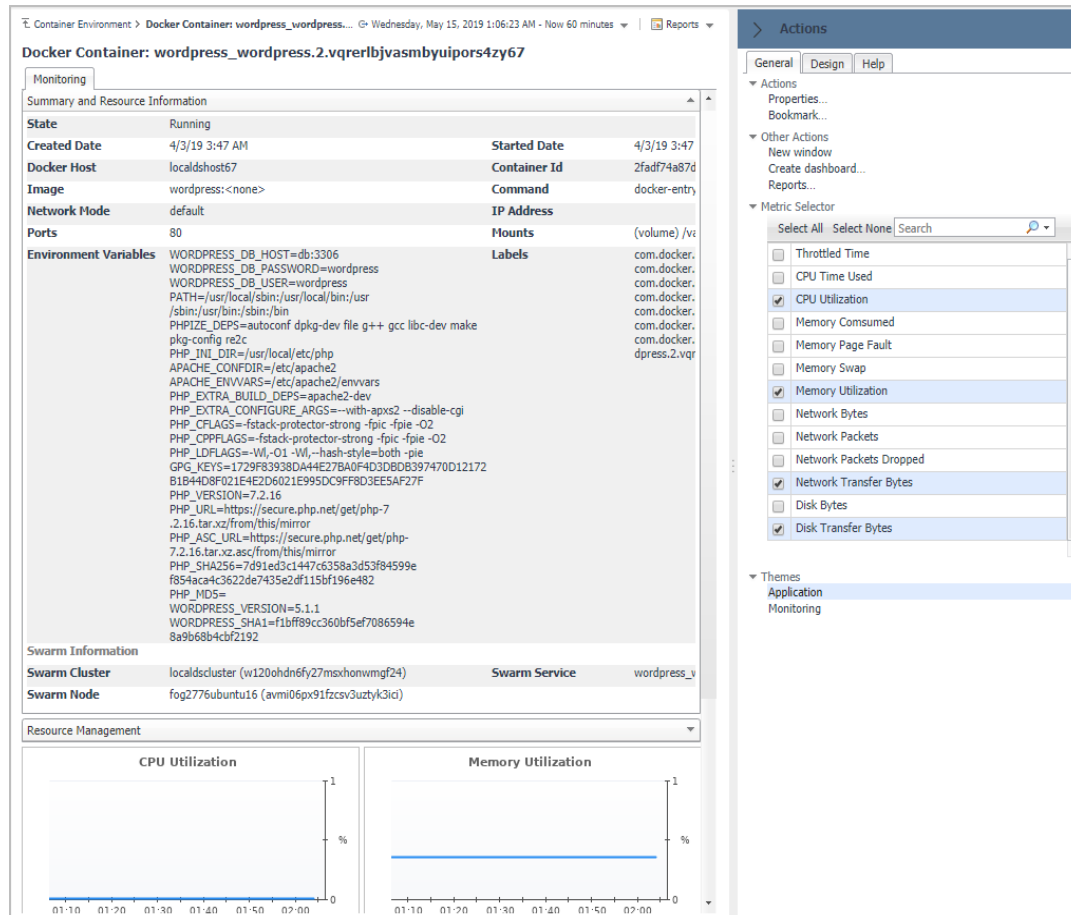 Container Environment > Docker Container: wordpress_wordpress... Wednesday, May 15, 2019 1:06:23 AM - Now 60 minutes Reports
Docker Container: wordpress_wordpress.2.vqrerlbjvasmbyuipors4zy67
Monitoring
Summary and Resource Information
State Running
Created Date 4/3/19 3:47 AM Started Date 4/3/19 3:47
Docker Host localdshost67 Container Id 2fadf74a87d
Image wordpress:<none> Command docker-entry
Network Mode default IP Address
Ports 80 Mounts (volume) /va
Environment Variables WORDPRESS_DB_HOST=db:3306 Labels com.docker.
WORDPRESS_DB_PASSWORD=wordpress com.docker.
WORDPRESS_DB_USER=wordpress com.docker.
PATH=/usr/local/sbin:/usr/local/bin:/usr com.docker.
/sbin:/usr/bin:/sbin:/bin com.docker.
PHPIZE_DEPS=autoconf dpkg-dev file g++ gcc libc-dev make com.docker.
pkg-config re2c com.docker.
PHP_INI_DIR=/usr/local/etc/php dpress.2.vqr
APACHE_CONFDIR=/etc/apache2
APACHE_ENVVARS=/etc/apache2/envvars
PHP_EXTRA_BUILD_DEPS=apache2-dev
PHP_EXTRA_CONFIGURE_ARGS=--with-apxs2 --disable-cgi
PHP_CFLAGS=-fstack-protector-strong -fpic -fpie -O2
PHP_CPPFLAGS=-fstack-protector-strong -fpic -fpie -O2
PHP_LDFLAGS=-Wl,-O1 -Wl,--hash-style=both -pie
GPG_KEYS=1729F83938DA44E27BA0F4D3DBDB397470D12172
B1B44D8F021E4E2D6021E995DC9FF8D3EE5AF27F
PHP_VERSION=7.2.16
PHP_URL=https://secure.php.net/get/php-7
.2.16.tar.xz/from/this/mirror
PHP_ASC_URL=https://secure.php.net/get/php-
7.2.16.tar.xz.asc/from/this/mirror
PHP_SHA256=7d91ed3c1447c6358a3d53f84599e
f854aca4c3622de7435e2df115bf196e482
PHP_MD5=
WORDPRESS_VERSION=5.1.1
WORDPRESS_SHA1=f1bff89cc360bf5ef7086594e
8a9b68b4cbf2192
Swarm Information
Swarm Cluster localdscluster (w120ohdn6fy27msxhonwmgf24) Swarm Service wordpress_w
Swarm Node fog2776ubuntu16 (avmi06px91fzcsv3uztyk3ici)
Resource Management
CPU Utilization
1
%
0
01:10 01:20 01:30 01:40 01:50 02:00
Memory Utilization
1
%
0
01:10 01:20 01:30 01:40 01:50 02:00
Actions
General Design Help
Actions
Properties...
Bookmark...
Other Actions
New window
Create dashboard...
Reports...
Metric Selector
Select All Select None Search
Throttled Time
CPU Time Used
CPU Utilization
Memory Comsumed
Memory Page Fault
Memory Swap
Memory Utilization
Network Bytes
Network Packets
Network Packets Dropped
Network Transfer Bytes
Disk Bytes
Disk Transfer Bytes
Themes
Application
Monitoring